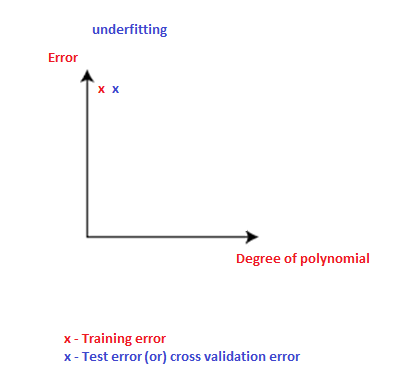 underfitting
Error
x x
Degree of polynomial
x - Training error
x - Test error (or) cross validation error